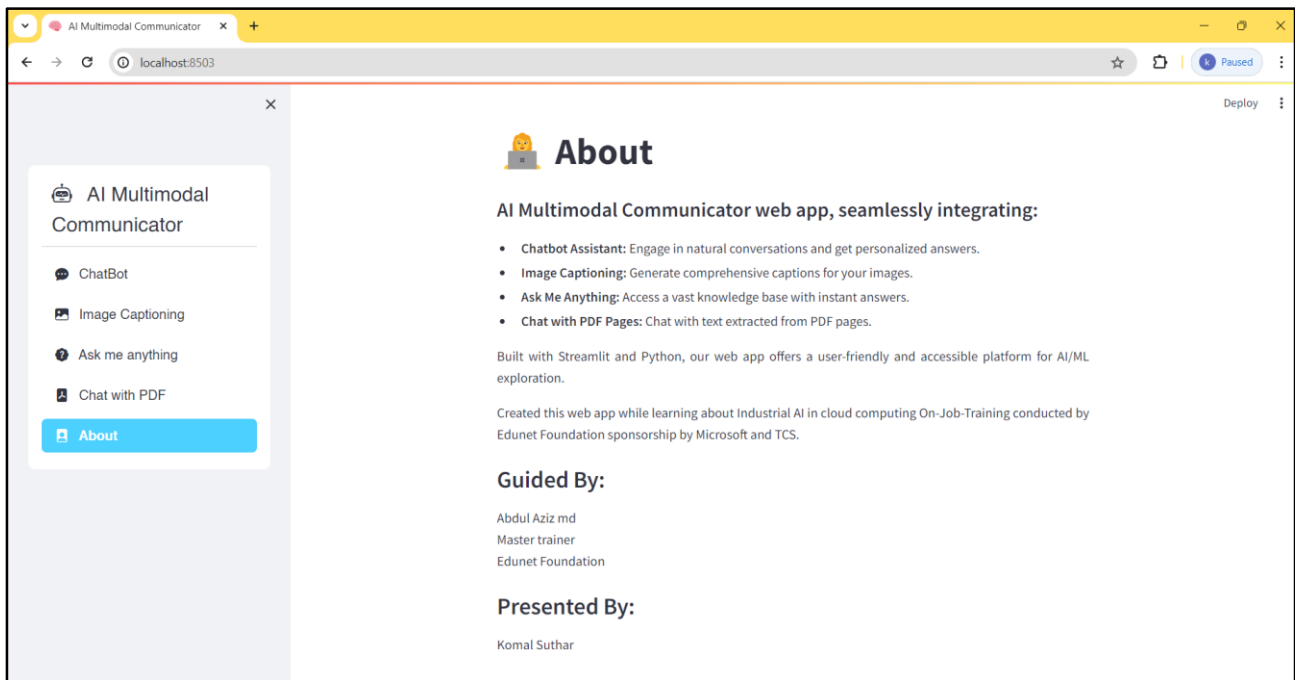 AI Multimodal Communicator
localhost:8503
k Paused
Deploy
AI Multimodal
Communicator
ChatBot
Image Captioning
Ask me anything
Chat with PDF
About
About
AI Multimodal Communicator web app, seamlessly integrating:
• Chatbot Assistant: Engage in natural conversations and get personalized answers.
• Image Captioning: Generate comprehensive captions for your images.
• Ask Me Anything: Access a vast knowledge base with instant answers.
• Chat with PDF Pages: Chat with text extracted from PDF pages.
Built with Streamlit and Python, our web app offers a user-friendly and accessible platform for AI/ML
exploration.
Created this web app while learning about Industrial AI in cloud computing On-Job-Training conducted by
Edunet Foundation sponsorship by Microsoft and TCS.
Guided By:
Abdul Aziz md
Master trainer
Edunet Foundation
Presented By:
Komal Suthar